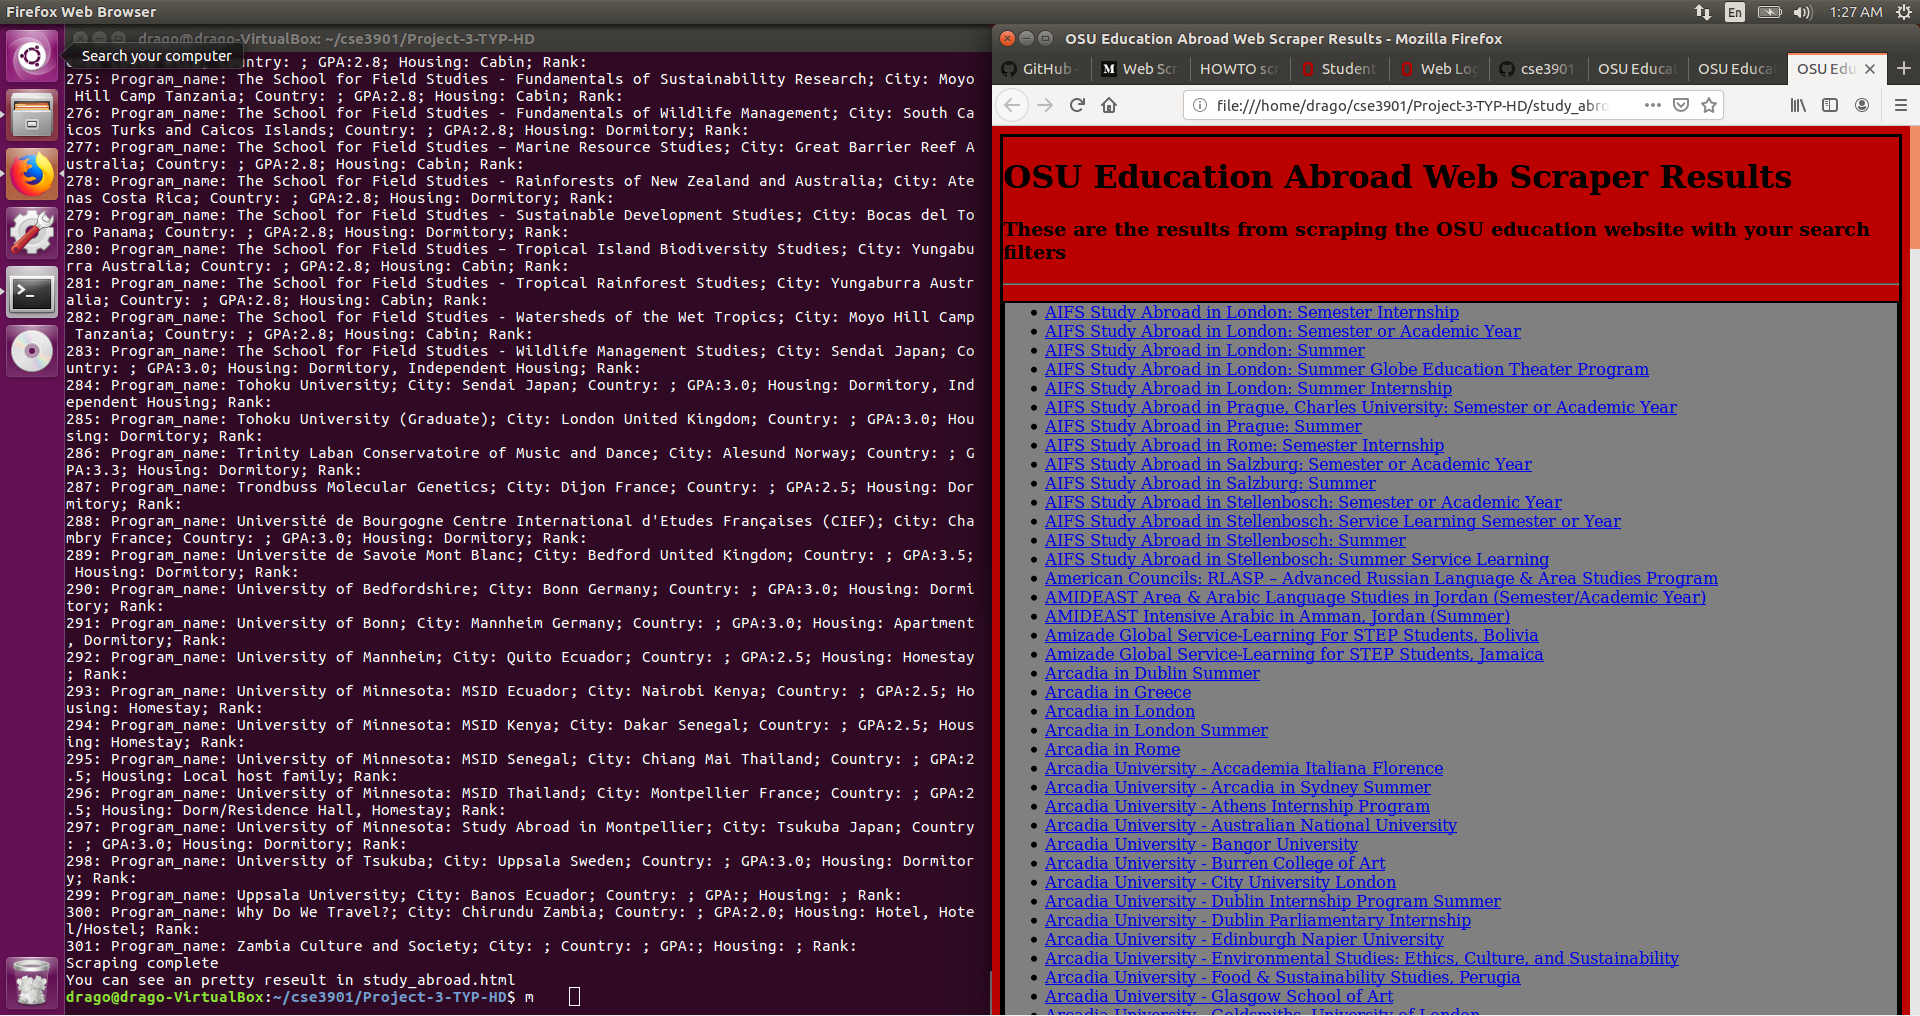 Firefox Web Browser
En
1:27 AM
drago@drago-VirtualBox: ~/cse3901/Project-3-TYP-HD
Search your computer
ntry: ; GPA:2.8; Housing: Cabin; Rank:
275: Program_name: The School for Field Studies - Fundamentals of Sustainability Research; City: Moyo
 Hill Camp Tanzania; Country: ; GPA:2.8; Housing: Cabin; Rank:
276: Program_name: The School for Field Studies - Fundamentals of Wildlife Management; City: South Ca
icos Turks and Caicos Islands; Country: ; GPA:2.8; Housing: Dormitory; Rank:
277: Program_name: The School for Field Studies – Marine Resource Studies; City: Great Barrier Reef A
ustralia; Country: ; GPA:2.8; Housing: Cabin; Rank:
278: Program_name: The School for Field Studies - Rainforests of New Zealand and Australia; City: Ate
nas Costa Rica; Country: ; GPA:2.8; Housing: Dormitory; Rank:
279: Program_name: The School for Field Studies - Sustainable Development Studies; City: Bocas del To
ro Panama; Country: ; GPA:2.8; Housing: Dormitory; Rank:
280: Program_name: The School for Field Studies – Tropical Island Biodiversity Studies; City: Yungabu
rra Australia; Country: ; GPA:2.8; Housing: Cabin; Rank:
281: Program_name: The School for Field Studies - Tropical Rainforest Studies; City: Yungaburra Austr
alia; Country: ; GPA:2.8; Housing: Cabin; Rank:
282: Program_name: The School for Field Studies - Watersheds of the Wet Tropics; City: Moyo Hill Camp
 Tanzania; Country: ; GPA:2.8; Housing: Cabin; Rank:
283: Program_name: The School for Field Studies - Wildlife Management Studies; City: Sendai Japan; Co
untry: ; GPA:3.0; Housing: Dormitory, Independent Housing; Rank:
284: Program_name: Tohoku University; City: Sendai Japan; Country: ; GPA:3.0; Housing: Dormitory, Ind
ependent Housing; Rank:
285: Program_name: Tohoku University (Graduate); City: London United Kingdom; Country: ; GPA:3.0; Hou
sing: Dormitory; Rank:
286: Program_name: Trinity Laban Conservatoire of Music and Dance; City: Alesund Norway; Country: ; G
PA:3.3; Housing: Dormitory; Rank:
287: Program_name: Trondbuss Molecular Genetics; City: Dijon France; Country: ; GPA:2.5; Housing: Dor
mitory; Rank:
288: Program_name: Université de Bourgogne Centre International d'Etudes Françaises (CIEF); City: Cha
mbry France; Country: ; GPA:3.0; Housing: Dormitory; Rank:
289: Program_name: Universite de Savoie Mont Blanc; City: Bedford United Kingdom; Country: ; GPA:3.5;
 Housing: Dormitory; Rank:
290: Program_name: University of Bedfordshire; City: Bonn Germany; Country: ; GPA:3.0; Housing: Dormi
tory; Rank:
291: Program_name: University of Bonn; City: Mannheim Germany; Country: ; GPA:3.0; Housing: Apartment
, Dormitory; Rank:
292: Program_name: University of Mannheim; City: Quito Ecuador; Country: ; GPA:2.5; Housing: Homestay
; Rank:
293: Program_name: University of Minnesota: MSID Ecuador; City: Nairobi Kenya; Country: ; GPA:2.5; Ho
using: Homestay; Rank:
294: Program_name: University of Minnesota: MSID Kenya; City: Dakar Senegal; Country: ; GPA:2.5; Hous
ing: Homestay; Rank:
295: Program_name: University of Minnesota: MSID Senegal; City: Chiang Mai Thailand; Country: ; GPA:2
.5; Housing: Local host family; Rank:
296: Program_name: University of Minnesota: MSID Thailand; City: Montpellier France; Country: ; GPA:2
.5; Housing: Dorm/Residence Hall, Homestay; Rank:
297: Program_name: University of Minnesota: Study Abroad in Montpellier; City: Tsukuba Japan; Country
: ; GPA:3.0; Housing: Dormitory; Rank:
298: Program_name: University of Tsukuba; City: Uppsala Sweden; Country: ; GPA:3.0; Housing: Dormitor
y; Rank:
299: Program_name: Uppsala University; City: Banos Ecuador; Country: ; GPA:; Housing: ; Rank:
300: Program_name: Why Do We Travel?; City: Chirundu Zambia; Country: ; GPA:2.0; Housing: Hotel, Hote
l/Hostel; Rank:
301: Program_name: Zambia Culture and Society; City: ; Country: ; GPA:; Housing: ; Rank:
Scraping complete
You can see an pretty reseult in study_abroad.html
drago@drago-VirtualBox:~/cse3901/Project-3-TYP-HD$ m
OSU Education Abroad Web Scraper Results - Mozilla Firefox
GitHub
Web Scr
HOWTO scr
Student
Web Log
cse3901
OSU Educat
OSU Educat
OSU Edu
file:///home/drago/cse3901/Project-3-TYP-HD/study_abro
OSU Education Abroad Web Scraper Results
These are the results from scraping the OSU education website with your search
filters
AIFS Study Abroad in London: Semester Internship
AIFS Study Abroad in London: Semester or Academic Year
AIFS Study Abroad in London: Summer
AIFS Study Abroad in London: Summer Globe Education Theater Program
AIFS Study Abroad in London: Summer Internship
AIFS Study Abroad in Prague, Charles University: Semester or Academic Year
AIFS Study Abroad in Prague: Summer
AIFS Study Abroad in Rome: Semester Internship
AIFS Study Abroad in Salzburg: Semester or Academic Year
AIFS Study Abroad in Salzburg: Summer
AIFS Study Abroad in Stellenbosch: Semester or Academic Year
AIFS Study Abroad in Stellenbosch: Service Learning Semester or Year
AIFS Study Abroad in Stellenbosch: Summer
AIFS Study Abroad in Stellenbosch: Summer Service Learning
American Councils: RLASP – Advanced Russian Language & Area Studies Program
AMIDEAST Area & Arabic Language Studies in Jordan (Semester/Academic Year)
AMIDEAST Intensive Arabic in Amman, Jordan (Summer)
Amizade Global Service-Learning For STEP Students, Bolivia
Amizade Global Service-Learning for STEP Students, Jamaica
Arcadia in Dublin Summer
Arcadia in Greece
Arcadia in London
Arcadia in London Summer
Arcadia in Rome
Arcadia University - Accademia Italiana Florence
Arcadia University - Arcadia in Sydney Summer
Arcadia University - Athens Internship Program
Arcadia University - Australian National University
Arcadia University - Bangor University
Arcadia University - Burren College of Art
Arcadia University - City University London
Arcadia University - Dublin Internship Program Summer
Arcadia University - Dublin Parliamentary Internship
Arcadia University - Edinburgh Napier University
Arcadia University - Environmental Studies: Ethics, Culture, and Sustainability
Arcadia University - Food & Sustainability Studies, Perugia
Arcadia University - Glasgow School of Art
Arcadia University - Goldsmiths, University of London